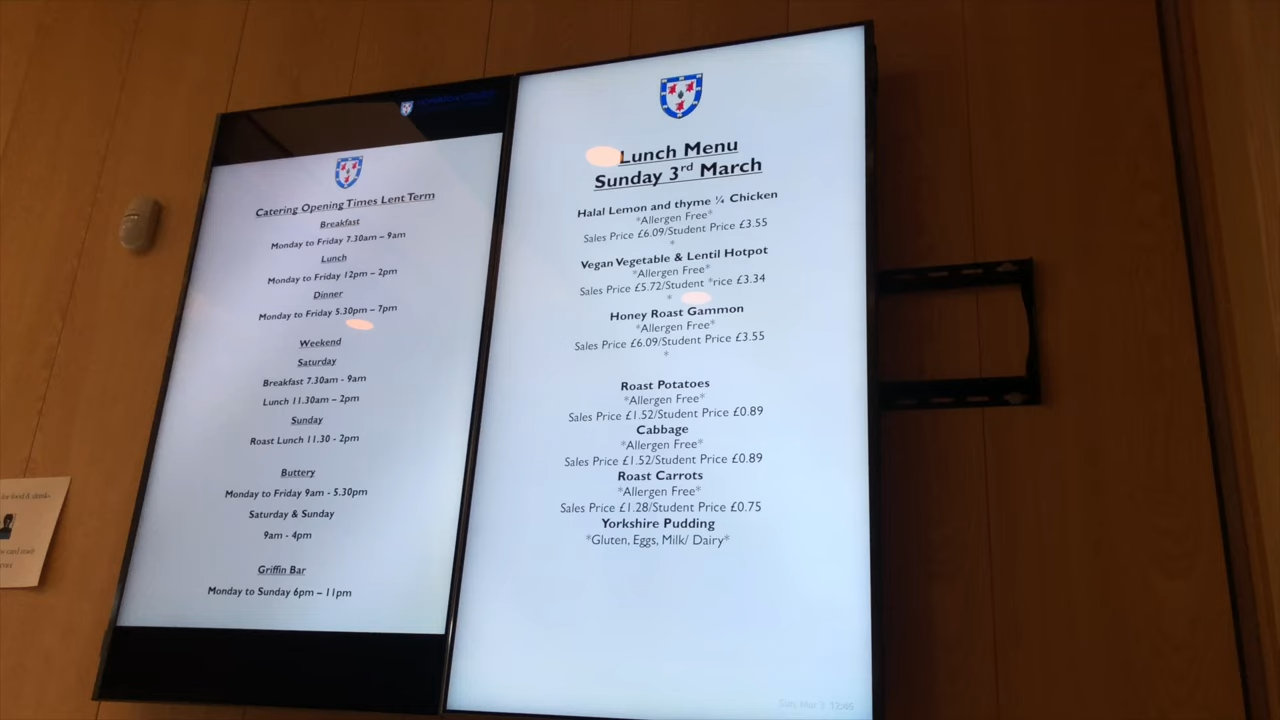 Catering Opening Times Lent Term
Breakfast
Monday to Friday 7.30am – 9am
Lunch
Monday to Friday 12pm – 2pm
Dinner
Monday to Friday 5.30pm – 7pm
Weekend
Saturday
Breakfast 7.30am - 9am
Lunch 11.30am – 2pm
Sunday
Roast Lunch 11.30 - 2pm
Buttery
Monday to Friday 9am - 5.30pm
Saturday & Sunday
9am - 4pm
Griffin Bar
Monday to Sunday 6pm – 11pm
Lunch Menu
Sunday 3rd March
Halal Lemon and thyme ¼ Chicken
*Allergen Free*
Sales Price £6.09/Student Price £3.55
*
Vegan Vegetable & Lentil Hotpot
*Allergen Free*
Sales Price £5.72/Student *rice £3.34
*
Honey Roast Gammon
*Allergen Free*
Sales Price £6.09/Student Price £3.55
*
Roast Potatoes
*Allergen Free*
Sales Price £1.52/Student Price £0.89
Cabbage
*Allergen Free*
Sales Price £1.52/Student Price £0.89
Roast Carrots
*Allergen Free*
Sales Price £1.28/Student Price £0.75
Yorkshire Pudding
*Gluten, Eggs, Milk/ Dairy*
for food & drink